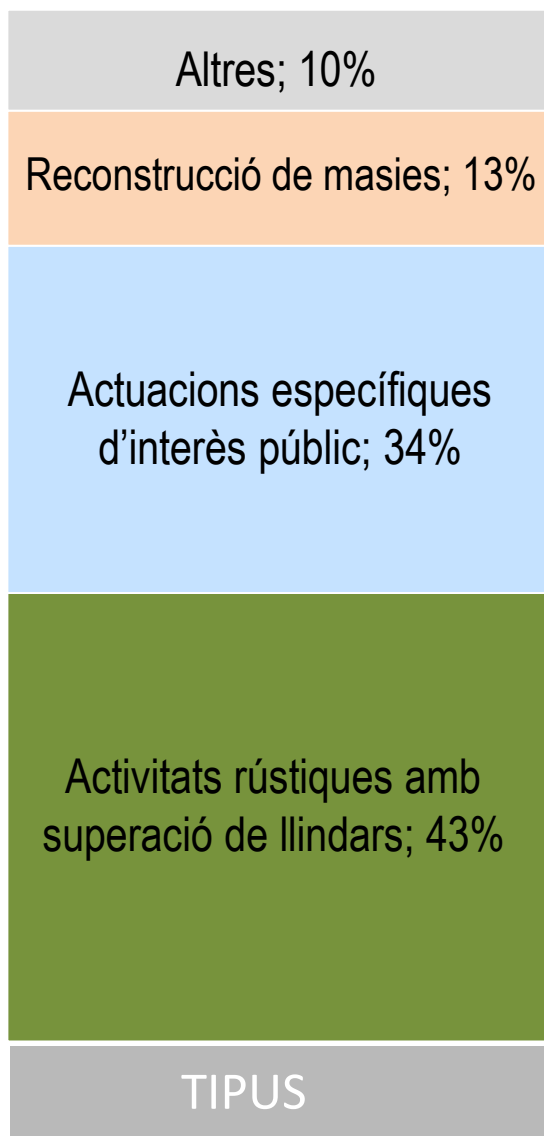 Altres; 10%
Reconstrucció de masies; 13%
Actuacions específiques
d’interès públic; 34%
Activitats rústiques amb
superació de llindars; 43%
TIPUS